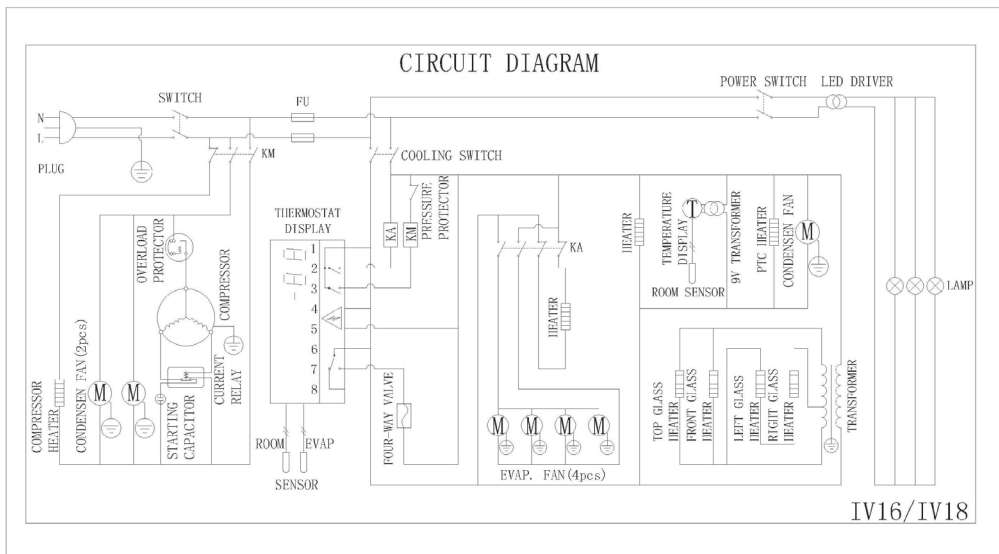 CIRCUIT DIAGRAM
POWER SWITCH
LED DRIVER
SWITCH
FU
N
L
PLUG
KM
COOLING SWITCH
THERMOSTAT
DISPLAY
1
2
3
4
5
6
7
8
KA
KM
PRESSURE
PROTECTOR
OVERLOAD
PROTECTOR
COMPRESSOR
COMPRESSOR
HEATER
CONDENSEN FAN(2pcs)
M
M
STARTING
CAPACITOR
CURRENT
RELAY
ROOM
EVAP
SENSOR
FOUR-WAY VALVE
KA
HEATER
M
M
M
M
EVAP. FAN(4pcs)
HEATER
TEMPERATURE
DISPLAY
T
ROOM SENSOR
9V TRANSFORMER
PTC HEATER
CONDENSEN FAN
M
LAMP
TOP GLASS
HEATER
FRONT GLASS
HEATER
LEFT GLASS
HEATER
RIGHT GLASS
HEATER
TRANSFORMER
IV16/IV18